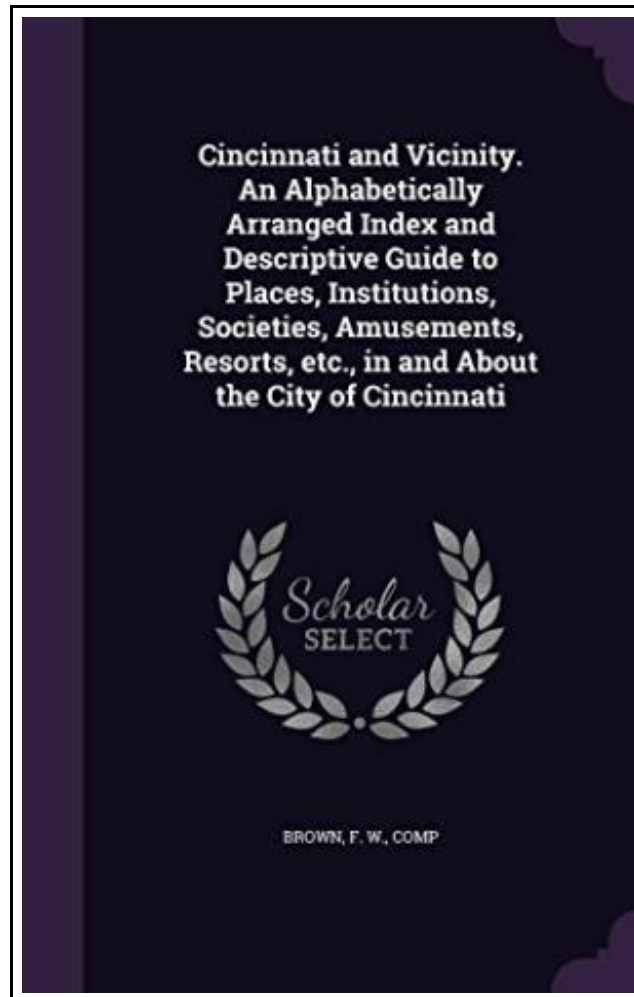 Cincinnati and Vicinity.
An Alphabetically
Arranged Index and
Descriptive Guide to
Places, Institutions,
Societies, Amusements,
Resorts, etc., in and About
the City of Cincinnati
Scholar
SELECT
BROWN, F. W., COMP